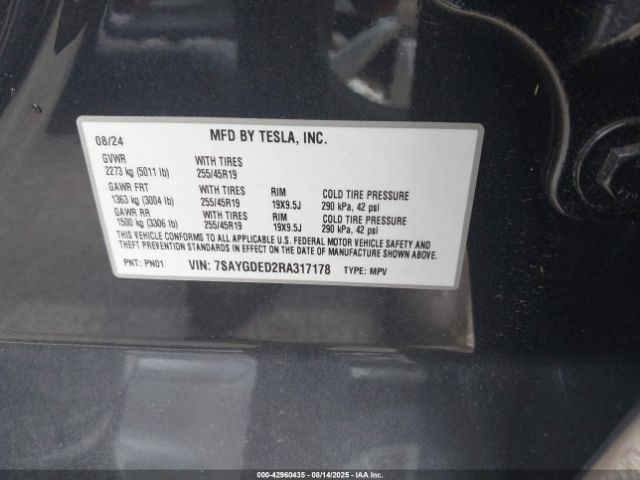 08/24 MFD BY TESLA, INC.
GVWR WITH TIRES
2273 kg (5011 lb) 255/45R19
GAWR FRT WITH TIRES RIM COLD TIRE PRESSURE
1363 kg (3004 lb) 255/45R19 19X9.5J 290 kPa, 42 psi
GAWR RR WITH TIRES RIM COLD TIRE PRESSURE
1500 kg (3306 lb) 255/45R19 19X9.5J 290 kPa, 42 psi
THIS VEHICLE CONFORMS TO ALL APPLICABLE U.S. FEDERAL MOTOR VEHICLE SAFETY AND
THEFT PREVENTION STANDARDS IN EFFECT ON THE DATE OF MANUFACTURE SHOWN ABOVE.
PNT: PN01 VIN: 7SAYGDED2RA317178 TYPE: MPV
000-42960435 - 08/14/2025 - IAAI.COM